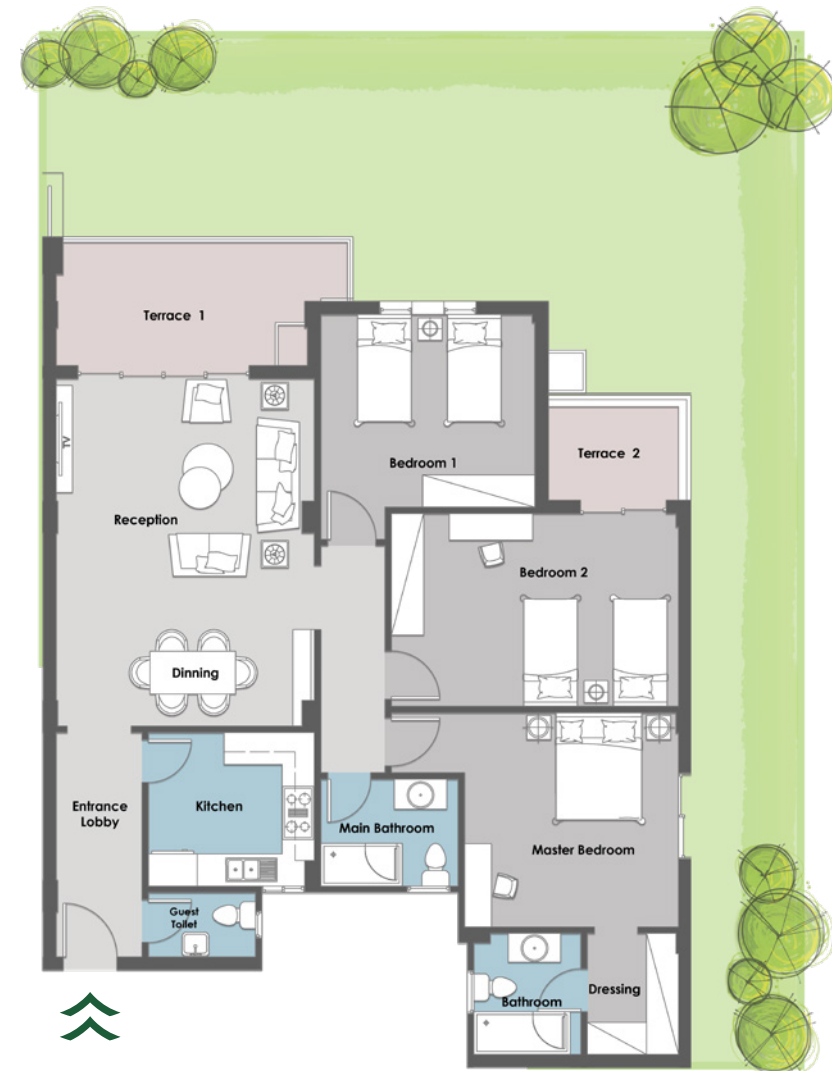 Terrace 1
Bedroom 1
Terrace 2
TV
Reception
Bedroom 2
Dinning
Entrance
Lobby
Kitchen
Main Bathroom
Master Bedroom
Guest
Toilet
Bathroom
Dressing